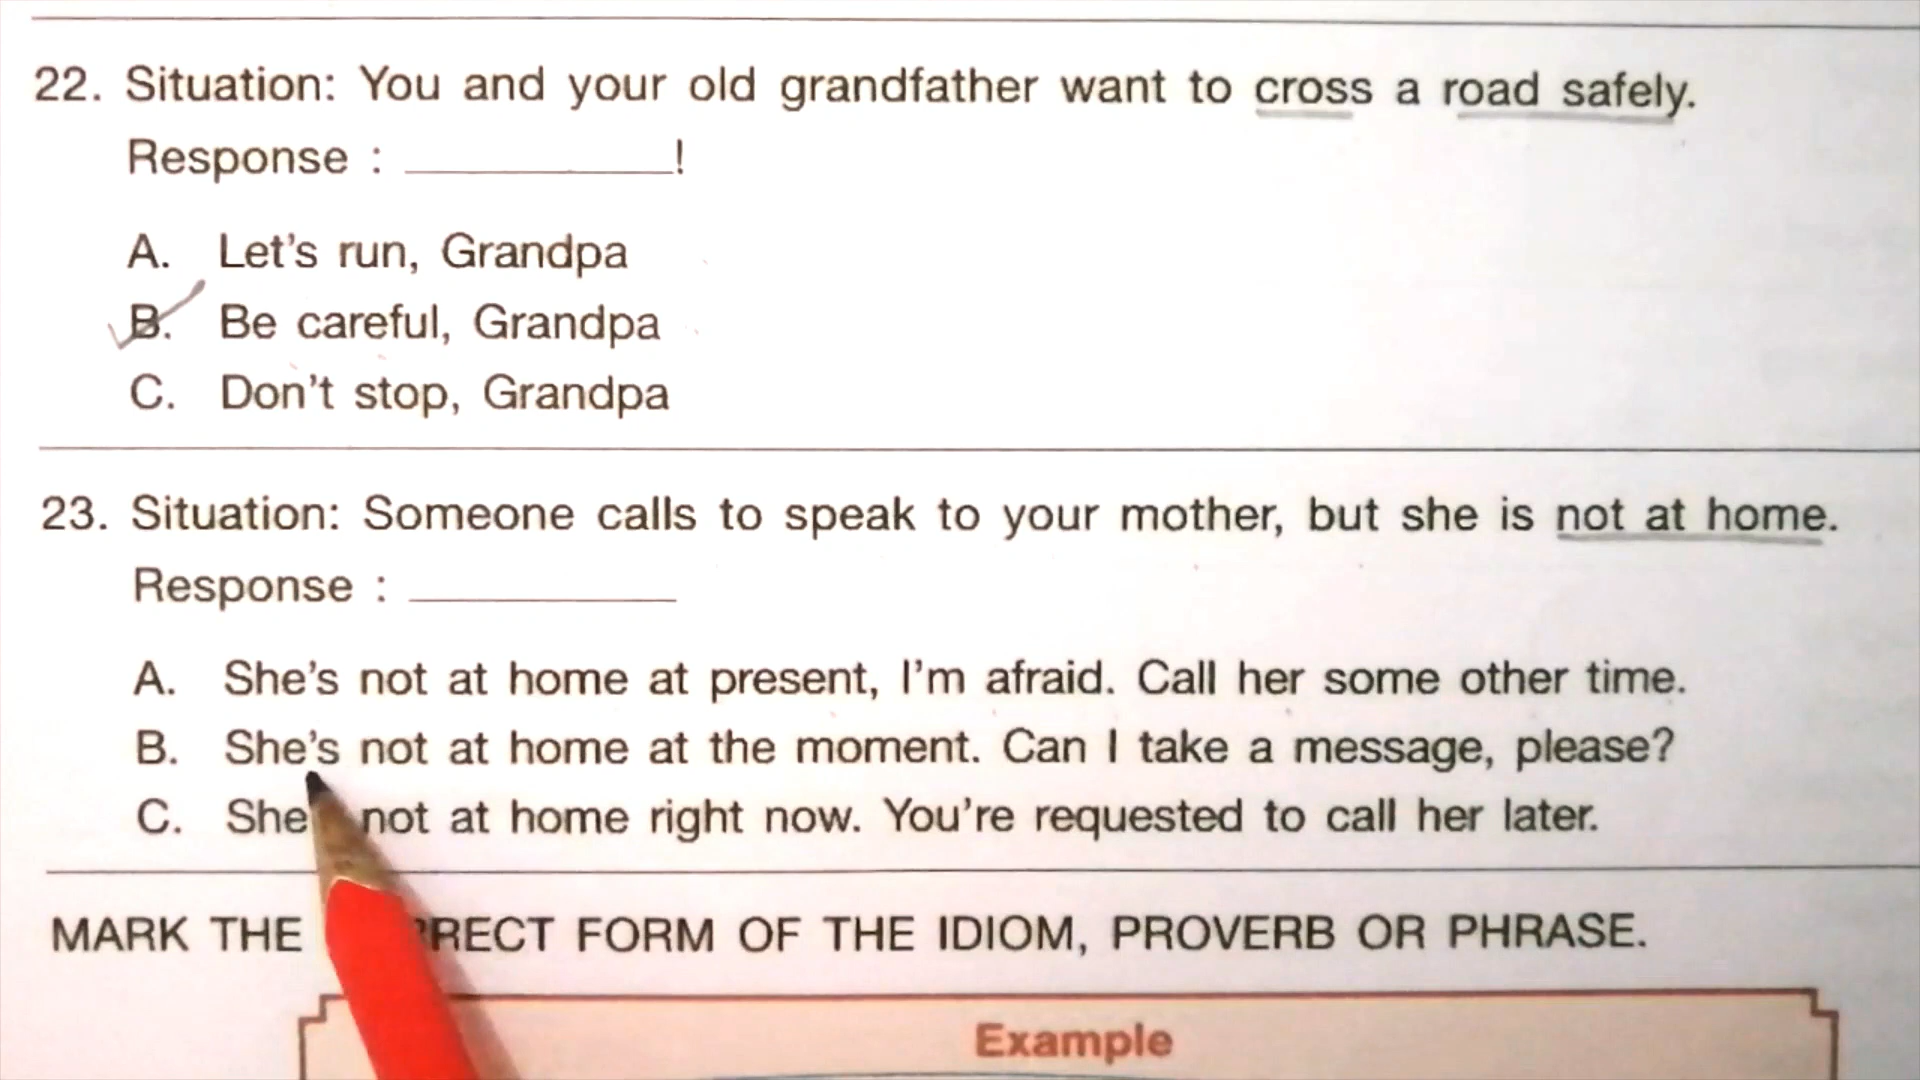 22. Situation: You and your old grandfather want to cross a road safely.
Response : __________!
A. Let's run, Grandpa
B. Be careful, Grandpa
C. Don't stop, Grandpa
23. Situation: Someone calls to speak to your mother, but she is not at home.
Response : __________
A. She's not at home at present, I'm afraid. Call her some other time.
B. She's not at home at the moment. Can I take a message, please?
C. She not at home right now. You're requested to call her later.
MARK THE RECT FORM OF THE IDIOM, PROVERB OR PHRASE.
Example